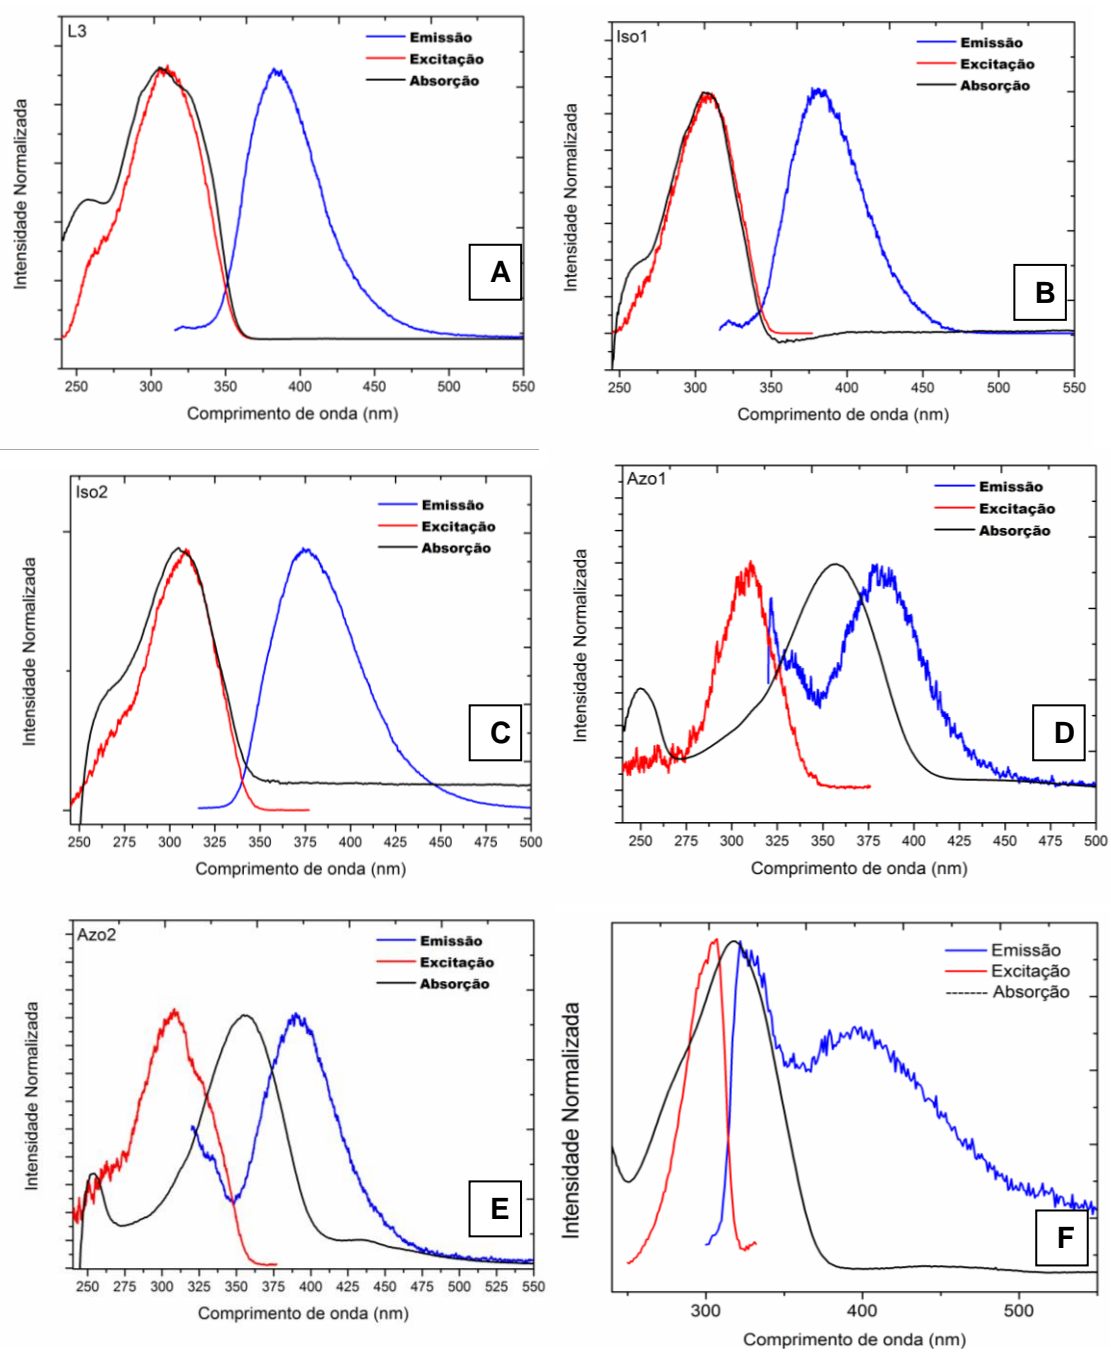 L3
Emissão
Excitação
Absorção
Intensidade Normalizada
A
250 300 350 400 450 500 550
Comprimento de onda (nm)
Iso1
Emissão
Excitação
Absorção
Intensidade Normalizada
B
250 300 350 400 450 500 550
Comprimento de onda (nm)
Iso2
Emissão
Excitação
Absorção
Intensidade Normalizada
C
250 275 300 325 350 375 400 425 450 475 500
Comprimento de onda (nm)
Azo1
Emissão
Excitação
Absorção
Intensidade Normalizada
D
250 275 300 325 350 375 400 425 450 475 500
Comprimento de onda (nm)
Azo2
Emissão
Excitação
Absorção
Intensidade Normalizada
E
250 275 300 325 350 375 400 425 450 475 500 525 550
Comprimento de onda (nm)
Emissão
Excitação
Absorção
Intensidade Normalizada
F
300 400 500
Comprimento de onda (nm)